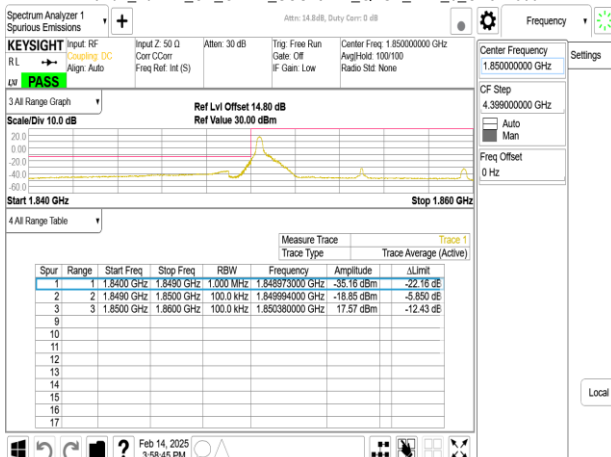 Spectrum Analyzer 1
Spurious Emissions
+
Attn: 14.8dB, Duty Corr: 0 dB
Frequency
KEYSIGHT
RL
PASS
Input: RF
Coupling: DC
Align: Auto
Input Z: 50 Ω
Corr CCorr
Freq Ref: Int (S)
Atten: 30 dB
Trig: Free Run
Gate: Off
IF Gain: Low
Center Freq: 1.850000000 GHz
Avg|Hold: 100/100
Radio Std: None
Center Frequency
1.850000000 GHz
Settings
CF Step
4.399000000 GHz
Auto
Man
Freq Offset
0 Hz
Local
3 All Range Graph
Scale/Div 10.0 dB
Ref Lvl Offset 14.80 dB
Ref Value 30.00 dBm
20.0
0.00
-20.0
-40.0
-60.0
Start 1.840 GHz
Stop 1.860 GHz
4 All Range Table
Measure Trace Trace 1
Trace Type Trace Average (Active)
Spur Range Start Freq Stop Freq RBW Frequency Amplitude ΔLimit
1 1 1.8400 GHz 1.8490 GHz 1.000 MHz 1.848973000 GHz -35.16 dBm -22.16 dB
2 2 1.8490 GHz 1.8500 GHz 100.0 kHz 1.849994000 GHz -18.85 dBm -5.850 dB
3 3 1.8500 GHz 1.8600 GHz 100.0 kHz 1.850380000 GHz 17.57 dBm -12.43 dB
9
10
11
12
13
14
15
16
17
?
Feb 14, 2025
3:58:45 PM